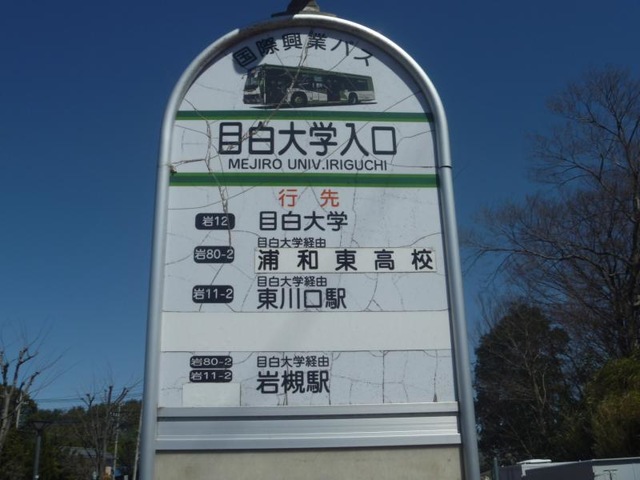 国際興業バス
目白大学入口
MEJIRO UNIV.IRIGUCHI
行先
岩12 目白大学
目白大学経由
岩80-2 浦和東高校
目白大学経由
岩11-2 東川口駅
岩80-2 目白大学経由
岩11-2 岩槻駅